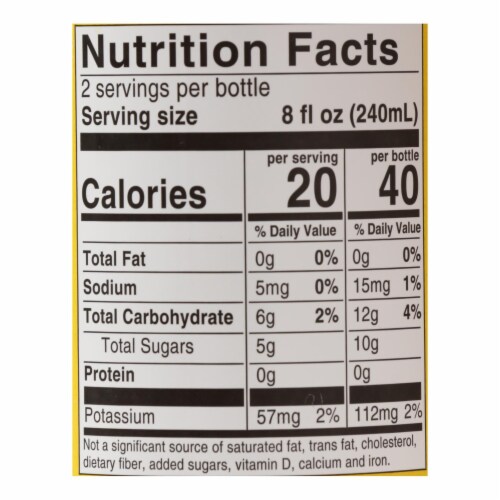 Nutrition Facts
2 servings per bottle
Serving size 8 fl oz (240mL)
per serving per bottle
Calories 20 40
% Daily Value % Daily Value
Total Fat 0g 0% 0g 0%
Sodium 5mg 0% 15mg 1%
Total Carbohydrate 6g 2% 12g 4%
Total Sugars 5g 10g
Protein 0g 0g
Potassium 57mg 2% 112mg 2%
Not a significant source of saturated fat, trans fat, cholesterol,
dietary fiber, added sugars, vitamin D, calcium and iron.